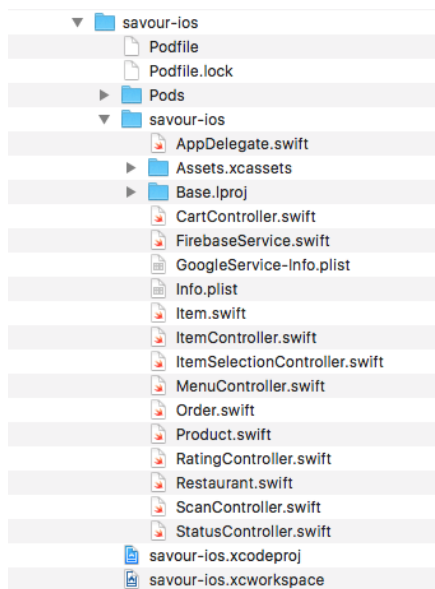 savour-ios
Podfile
Podfile.lock
Pods
savour-ios
AppDelegate.swift
Assets.xcassets
Base.lproj
CartController.swift
FirebaseService.swift
GoogleService-Info.plist
Info.plist
Item.swift
ItemController.swift
ItemSelectionController.swift
MenuController.swift
Order.swift
Product.swift
RatingController.swift
Restaurant.swift
ScanController.swift
StatusController.swift
savour-ios.xcodeproj
savour-ios.xcworkspace